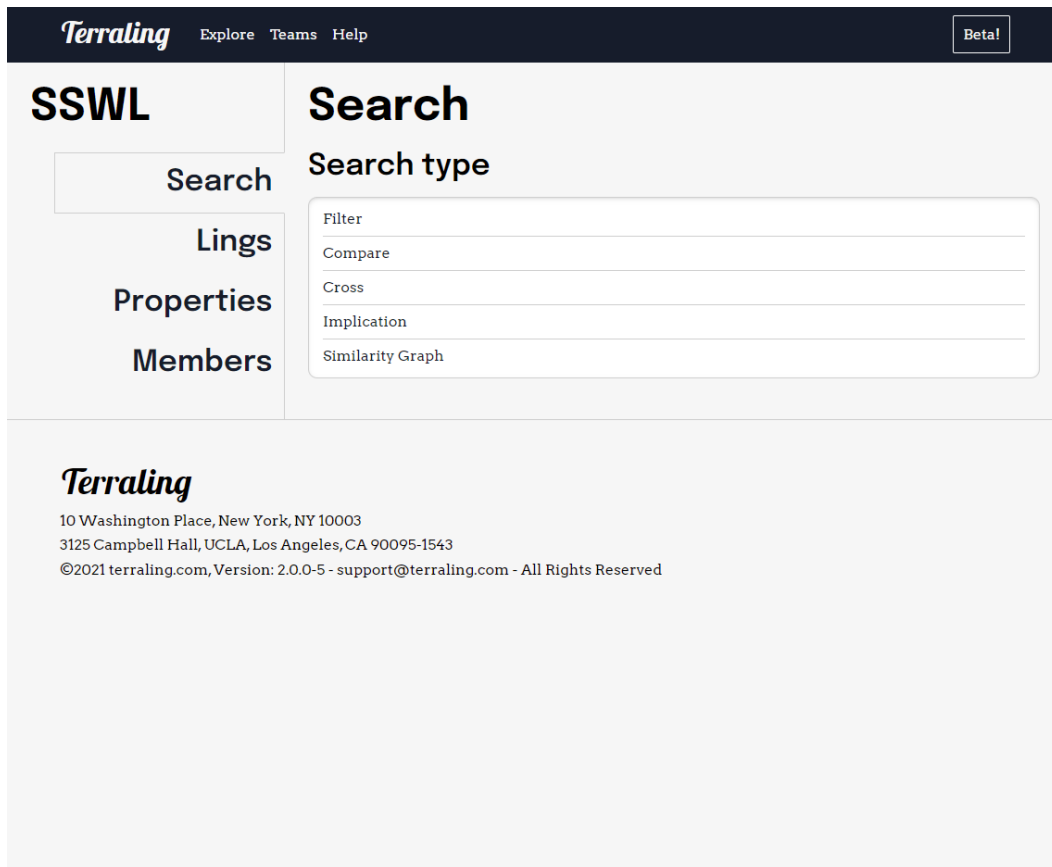 Terraling Explore Teams Help Beta!
SSWL
Search
Lings
Properties
Members
Search
Search type
Filter
Compare
Cross
Implication
Similarity Graph
Terraling
10 Washington Place, New York, NY 10003
3125 Campbell Hall, UCLA, Los Angeles, CA 90095-1543
©2021 terraling.com, Version: 2.0.0-5 - support@terraling.com - All Rights Reserved